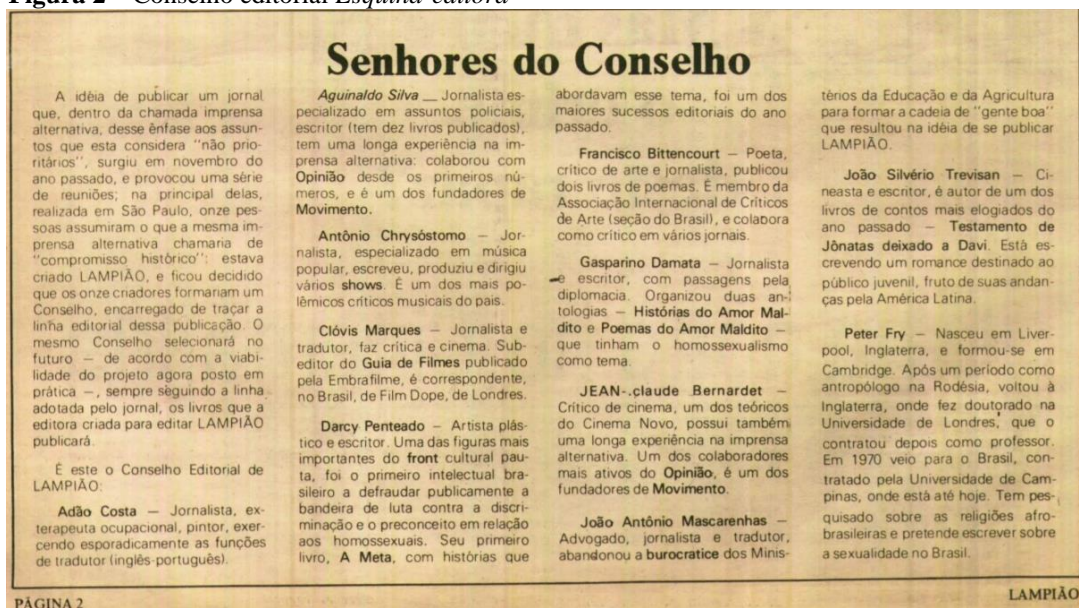 Figura 2 – Conselho editorial Esquina-editora
Senhores do Conselho
A idéia de publicar um jornal
que, dentro da chamada imprensa
alternativa, desse ênfase aos assun-
tos que esta considera "não prio-
ritários", surgiu em novembro do
ano passado, e provocou uma série
de reuniões; na principal delas,
realizada em São Paulo, onze pes-
soas assumiram o que a mesma im-
prensa alternativa chamaria de
"compromisso histórico": estava
criado LAMPIÃO, e ficou decidido
que os onze criadores formariam um
Conselho, encarregado de traçar a
linha editorial dessa publicação. O
mesmo Conselho selecionará no
futuro — de acordo com a viabi-
lidade do projeto agora posto em
prática —, sempre seguindo a linha
adotada pelo jornal, os livros que a
editora criada para editar LAMPIÃO
publicará.
É este o Conselho Editorial de
LAMPIÃO:
Adão Costa — Jornalista, ex-
terapeuta ocupacional, pintor, exer-
cendo esporadicamente as funções
de tradutor (inglês-português).
Aguinaldo Silva — Jornalista es-
pecializado em assuntos policiais,
escritor (tem dez livros publicados),
tem uma longa experiência na im-
prensa alternativa: colaborou com
Opinião desde os primeiros nú-
meros, e é um dos fundadores de
Movimento.
Antônio Chrysóstomo — Jor-
nalista, especializado em música
popular, escreveu, produziu e dirigiu
vários shows. É um dos mais po-
lêmicos críticos musicais do país.
Clóvis Marques — Jornalista e
tradutor, faz crítica e cinema. Sub-
editor do Guia de Filmes publicado
pela Embrafilme, é correspondente,
no Brasil, de Film Dope, de Londres.
Darcy Penteado — Artista plás-
tico e escritor. Uma das figuras mais
importantes do front cultural pau-
ta, foi o primeiro intelectual bra-
sileiro a defraudar publicamente a
bandeira de luta contra a discri-
minação e o preconceito em relação
aos homossexuais. Seu primeiro
livro, A Meta, com histórias que
abordavam esse tema, foi um dos
maiores sucessos editoriais do ano
passado.
Francisco Bittencourt — Poeta,
crítico de arte e jornalista, publicou
dois livros de poemas. É membro da
Associação Internacional de Críticos
de Arte (seção do Brasil), e colabora
como crítico em vários jornais.
Gasparino Damata — Jornalista
e escritor, com passagens pela
diplomacia. Organizou duas an-
tologias — Histórias do Amor Mal-
dito e Poemas do Amor Maldito —
que tinham o homossexualismo
como tema.
JEAN-.claude Bernardet —
Crítico de cinema, um dos teóricos
do Cinema Novo, possui também
uma longa experiência na imprensa
alternativa. Um dos colaboradores
mais ativos do Opinião, é um dos
fundadores de Movimento.
João Antônio Mascarenhas —
Advogado, jornalista e tradutor,
abandonou a burocratice dos Minis-
térios da Educação e da Agricultura
para formar a cadeia de "gente boa"
que resultou na idéia de se publicar
LAMPIÃO.
João Silvério Trevisan — Ci-
neasta e escritor, é autor de um dos
livros de contos mais elogiados do
ano passado — Testamento de
Jônatas deixado a Davi. Está es-
crevendo um romance destinado ao
público juvenil, fruto de suas andan-
ças pela América Latina.
Peter Fry — Nasceu em Liver-
pool, Inglaterra, e formou-se em
Cambridge. Após um período como
antropólogo na Rodésia, voltou à
Inglaterra, onde fez doutorado na
Universidade de Londres, que o
contratou depois como professor.
Em 1970 veio para o Brasil, con-
tratado pela Universidade de Cam-
pinas, onde está até hoje. Tem pes-
quisado sobre as religiões afro-
brasileiras e pretende escrever sobre
a sexualidade no Brasil.
PÁGINA 2
LAMPIÃO